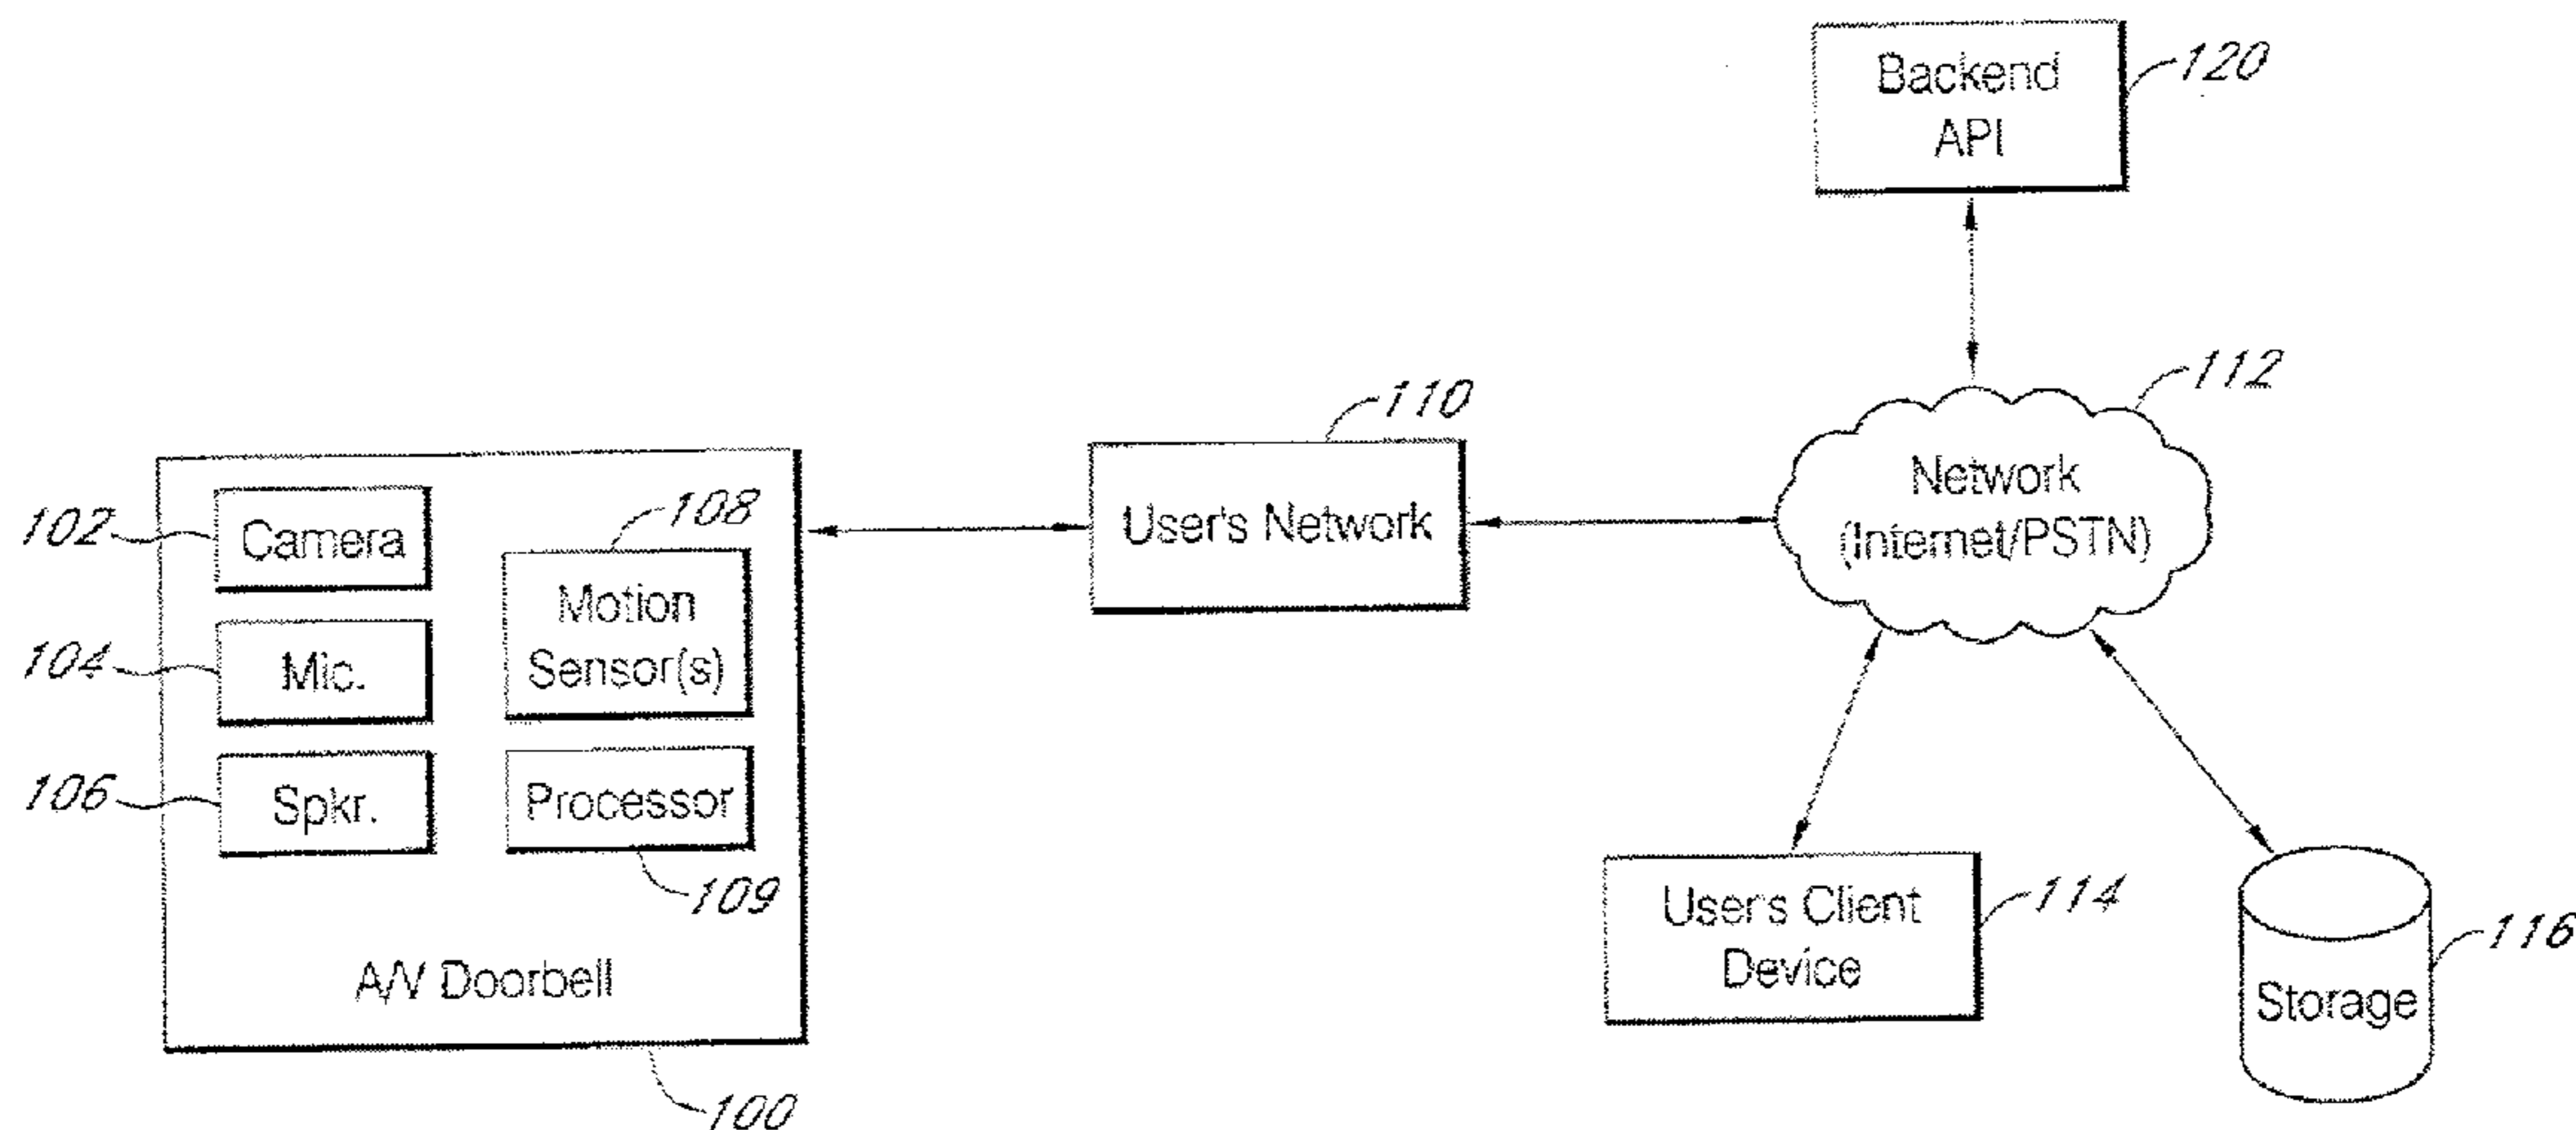 Backend
API
120
112
Network
(Internet/PSTN)
110
User's Network
102
Camera
108
Motion
Sensor(s)
104
Mic.
106
Spkr.
Processor
109
A/V Doorbell
100
User's Client
Device
114
Storage
116